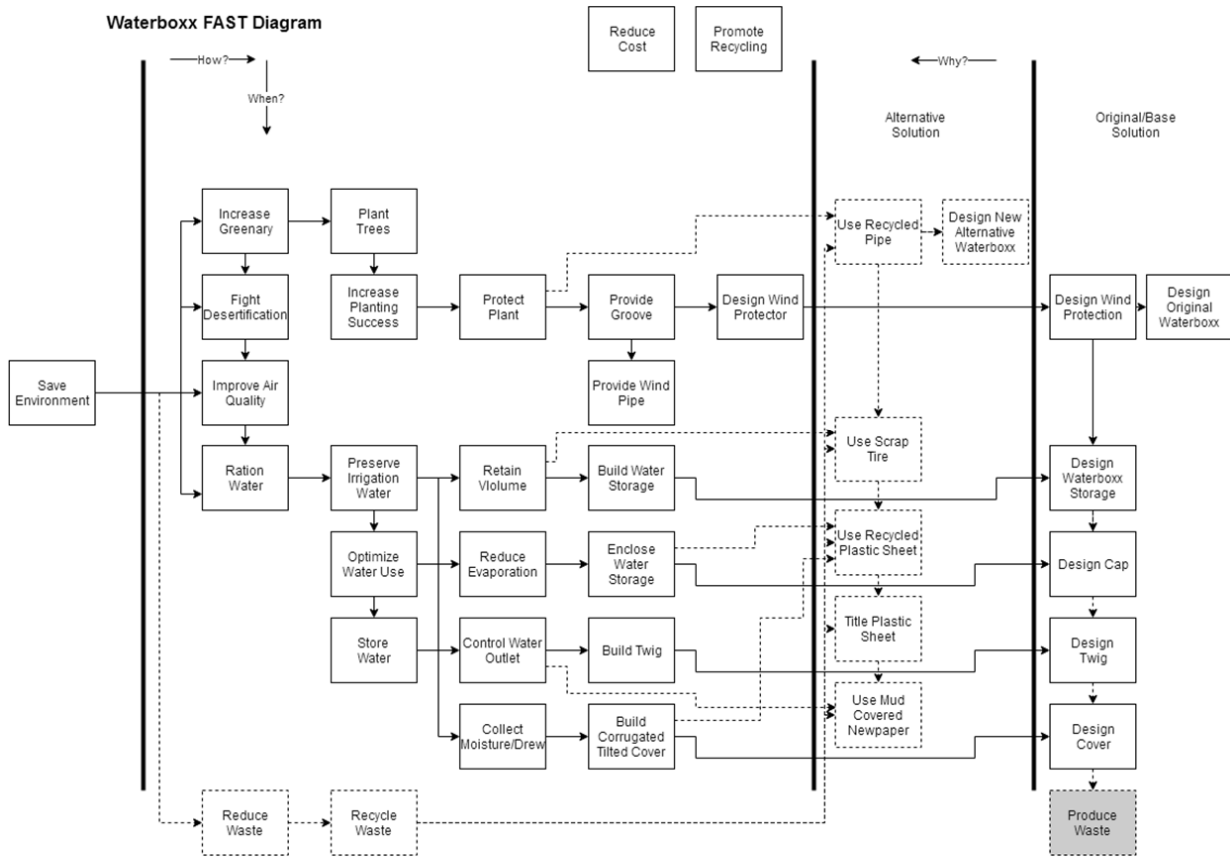 Waterboxx FAST Diagram
Reduce
Cost
Promote
Recycling
How?
Why?
When?
Alternative
Solution
Original/Base
Solution
Increase
Greenary
Plant
Trees
Use Recycled
Pipe
Design New
Alternative
Waterboxx
Fight
Desertification
Increase
Planting
Success
Protect
Plant
Provide
Groove
Design Wind
Protector
Design Wind
Protection
Design
Original
Waterboxx
Save
Environment
Improve Air
Quality
Provide Wind
Pipe
Ration
Water
Preserve
Irrigation
Water
Retain
Vlolume
Build Water
Storage
Use Scrap
Tire
Design
Waterboxx
Storage
Optimize
Water Use
Reduce
Evaporation
Enclose
Water
Storage
Use Recycled
Plastic Sheet
Design Cap
Store
Water
Control Water
Outlet
Build Twig
Title Plastic
Sheet
Design
Twig
Collect
Moisture/Drew
Build
Corrugated
Tilted Cover
Use Mud
Covered
Newpaper
Design
Cover
Reduce
Waste
Recycle
Waste
Produce
Waste